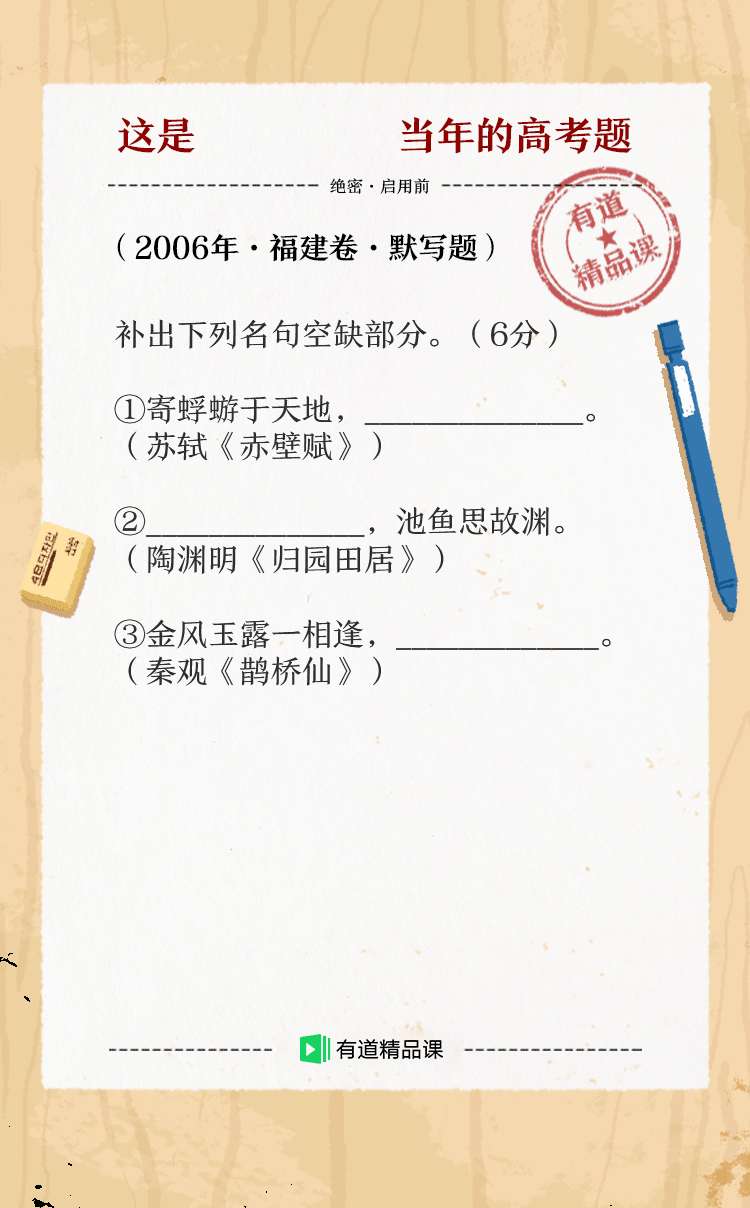 这是 当年的高考题
绝密·启用前
有道
精品课
（2006年·福建卷·默写题）
补出下列名句空缺部分。（6分）
①寄蜉蝣于天地，______________。
（苏轼《赤壁赋》）
②______________，池鱼思故渊。
（陶渊明《归园田居》）
③金风玉露一相逢，_____________。
（秦观《鹊桥仙》）
有道精品课